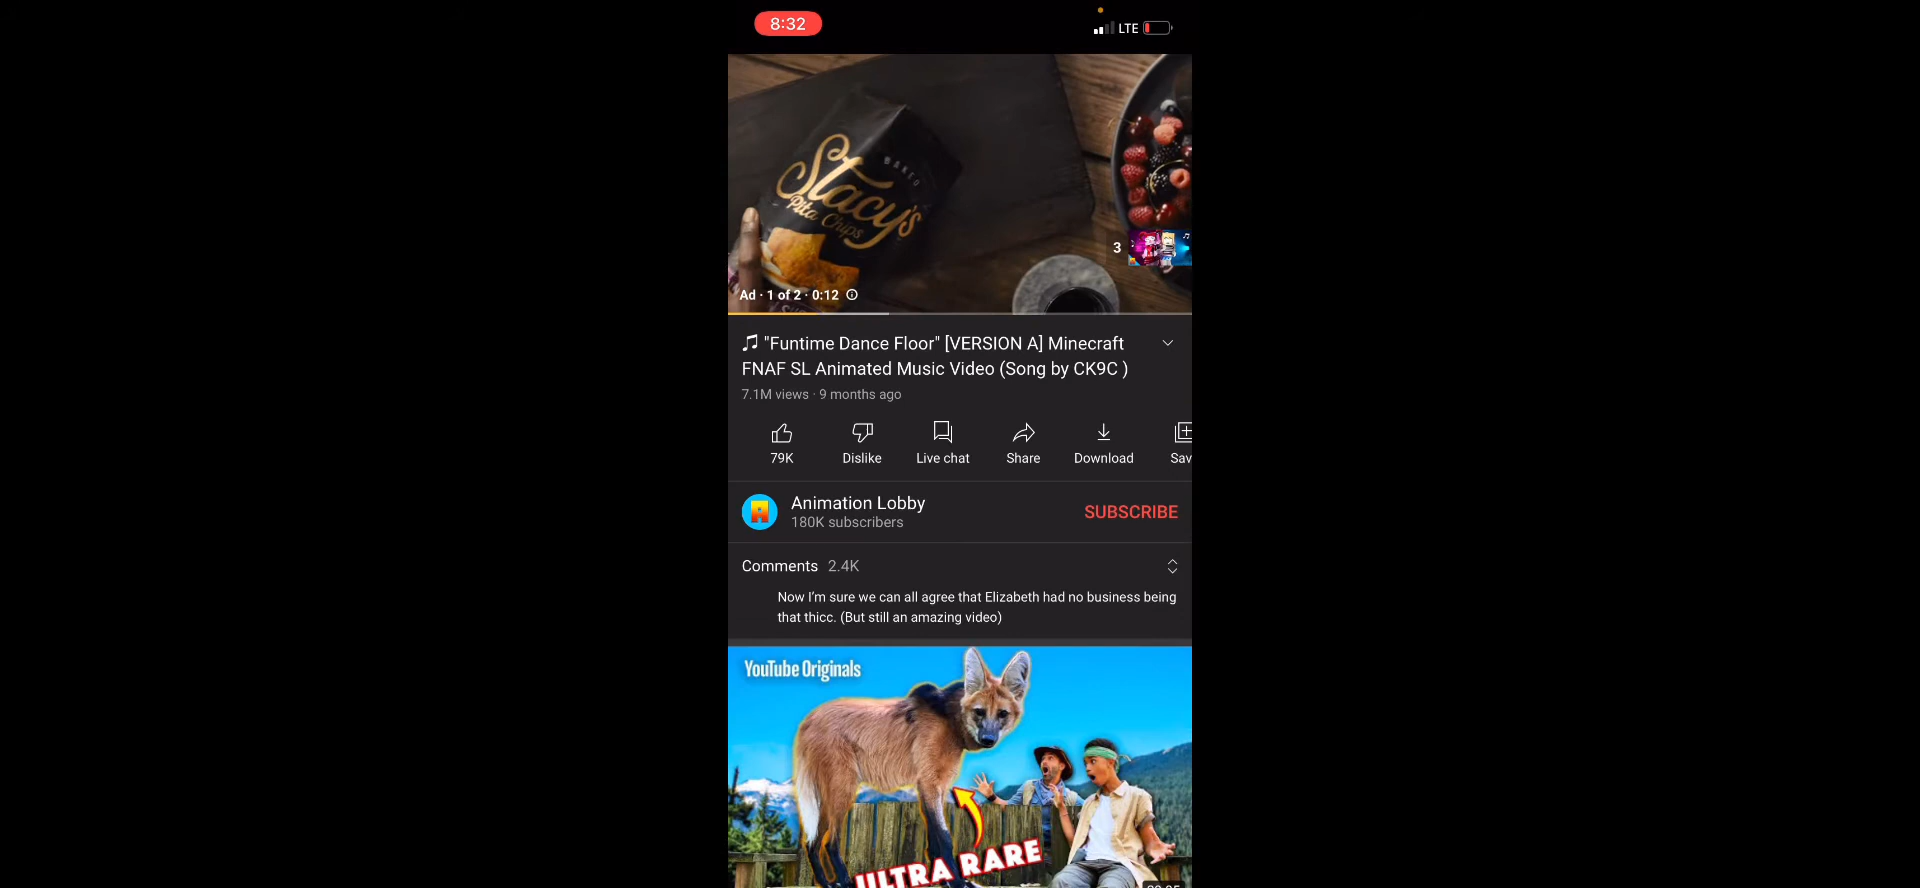 8:32
LTE
BAKED
Stacy's
Pita Chips
3
Ad · 1 of 2 · 0:12
🎵 "Funtime Dance Floor" [VERSION A] Minecraft
FNAF SL Animated Music Video (Song by CK9C )
7.1M views · 9 months ago
79K
Dislike
Live chat
Share
Download
Sav
Animation Lobby
180K subscribers
SUBSCRIBE
Comments 2.4K
Now I'm sure we can all agree that Elizabeth had no business being
that thicc. (But still an amazing video)
YouTube Originals
ULTRA RARE